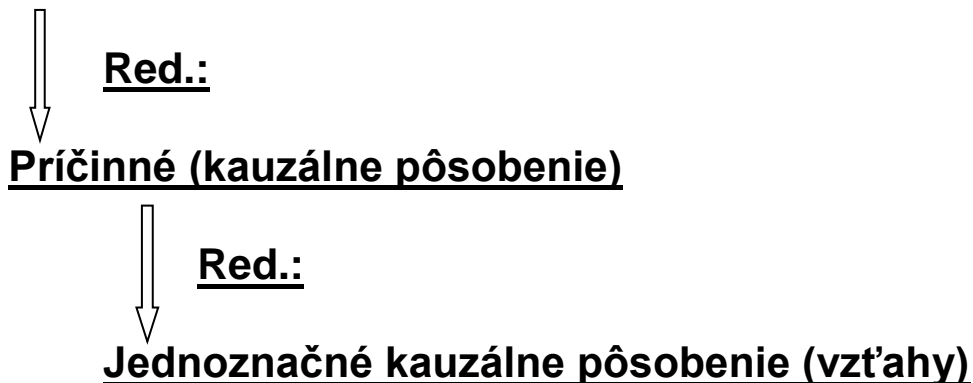 Red.:
Príčinné (kauzálne pôsobenie)
Red.:
Jednoznačné kauzálne pôsobenie (vzťahy)